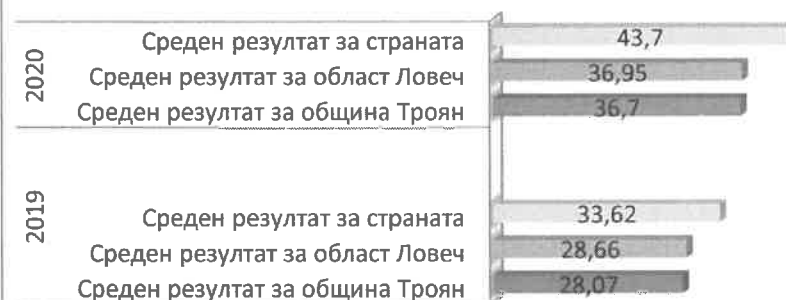 2020
Среден резултат за страната 43,7
Среден резултат за област Ловеч 36,95
Среден резултат за община Троян 36,7
2019
Среден резултат за страната 33,62
Среден резултат за област Ловеч 28,66
Среден резултат за община Троян 28,07